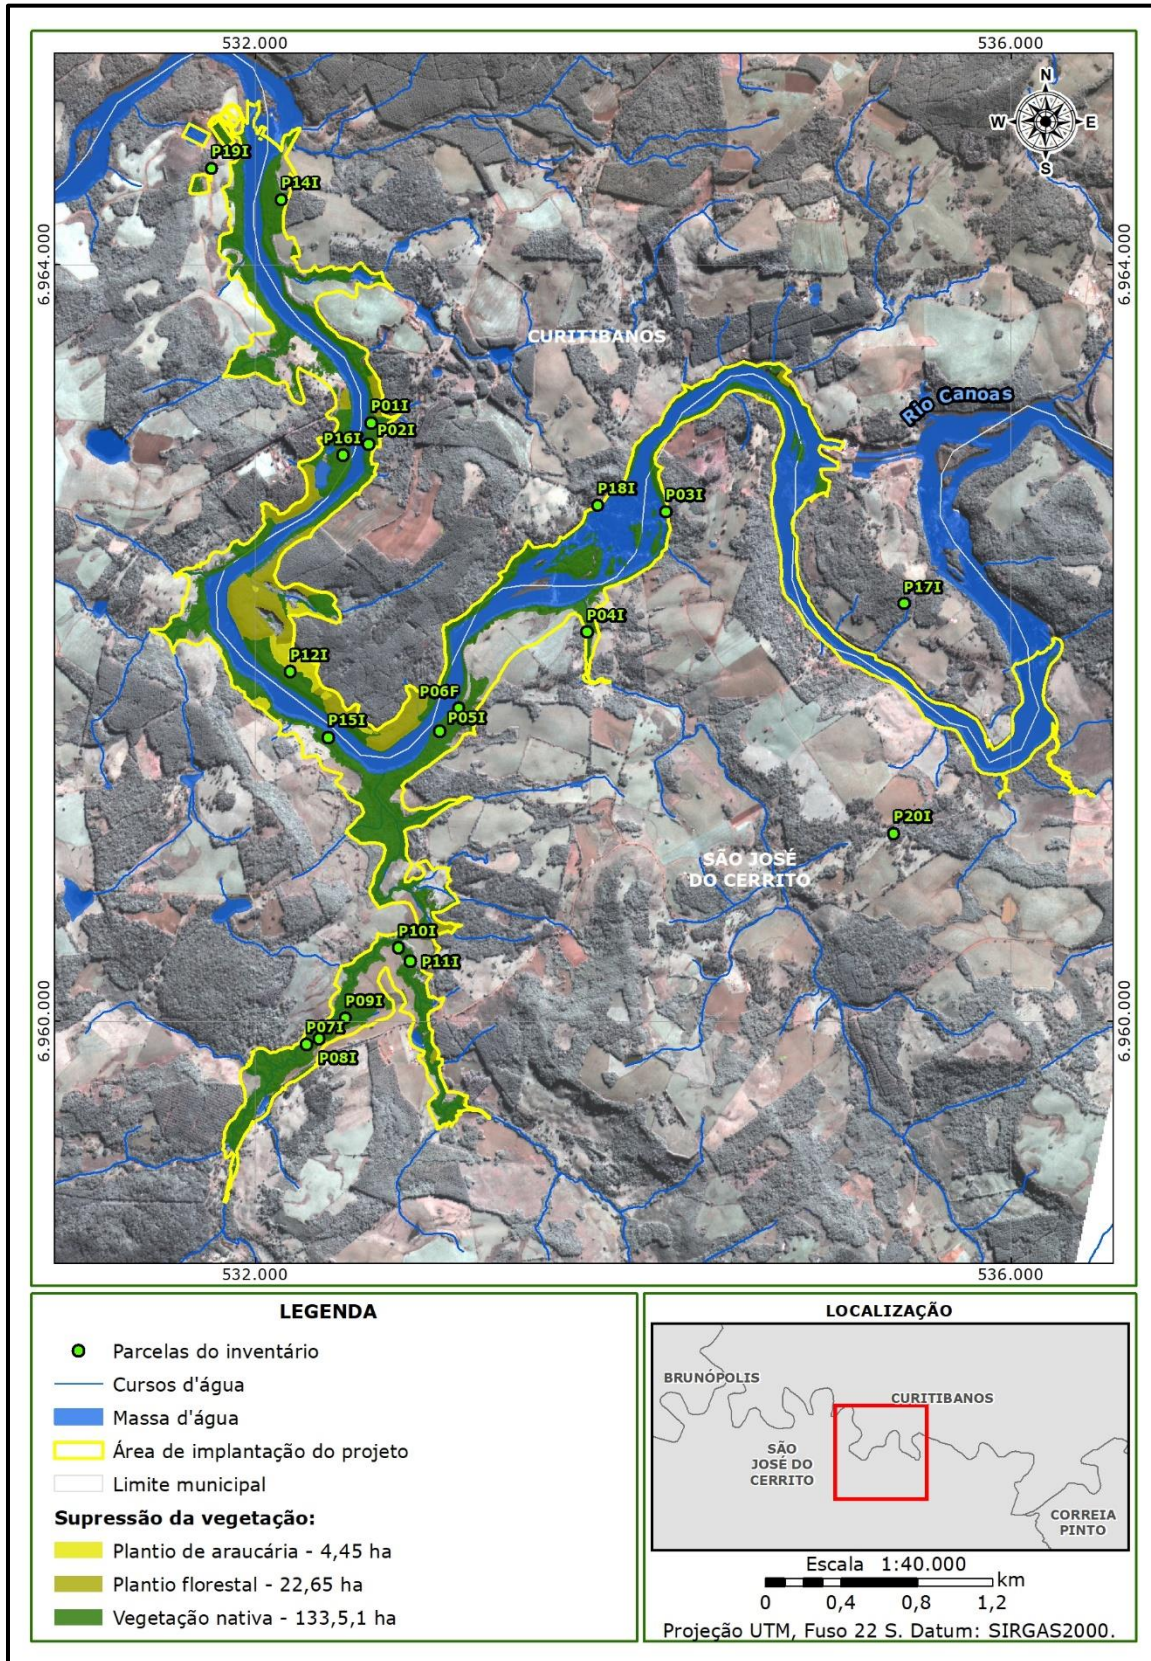 532.000
536.000
N
W
E
S
P19I
P14I
6.964.000
6.964.000
CURITIBANOS
Rio Canoas
P01I
P02I
P16I
P18I
P03I
P17I
P04I
P12I
P06F
P15I
P05I
P20I
SÃO JOSÉ
DO CERRITO
P10I
P11I
P09I
P07I
P08I
6.960.000
6.960.000
532.000
536.000
LEGENDA
Parcelas do inventário
Cursos d'água
Massa d'água
Área de implantação do projeto
Limite municipal
Supressão da vegetação:
Plantio de araucária - 4,45 ha
Plantio florestal - 22,65 ha
Vegetação nativa - 133,5,1 ha
LOCALIZAÇÃO
BRUNÓPOLIS
CURITIBANOS
SÃO
JOSÉ DO
CERRITO
CORREIA
PINTO
Escala 1:40.000
km
0 0,4 0,8 1,2
Projeção UTM, Fuso 22 S. Datum: SIRGAS2000.